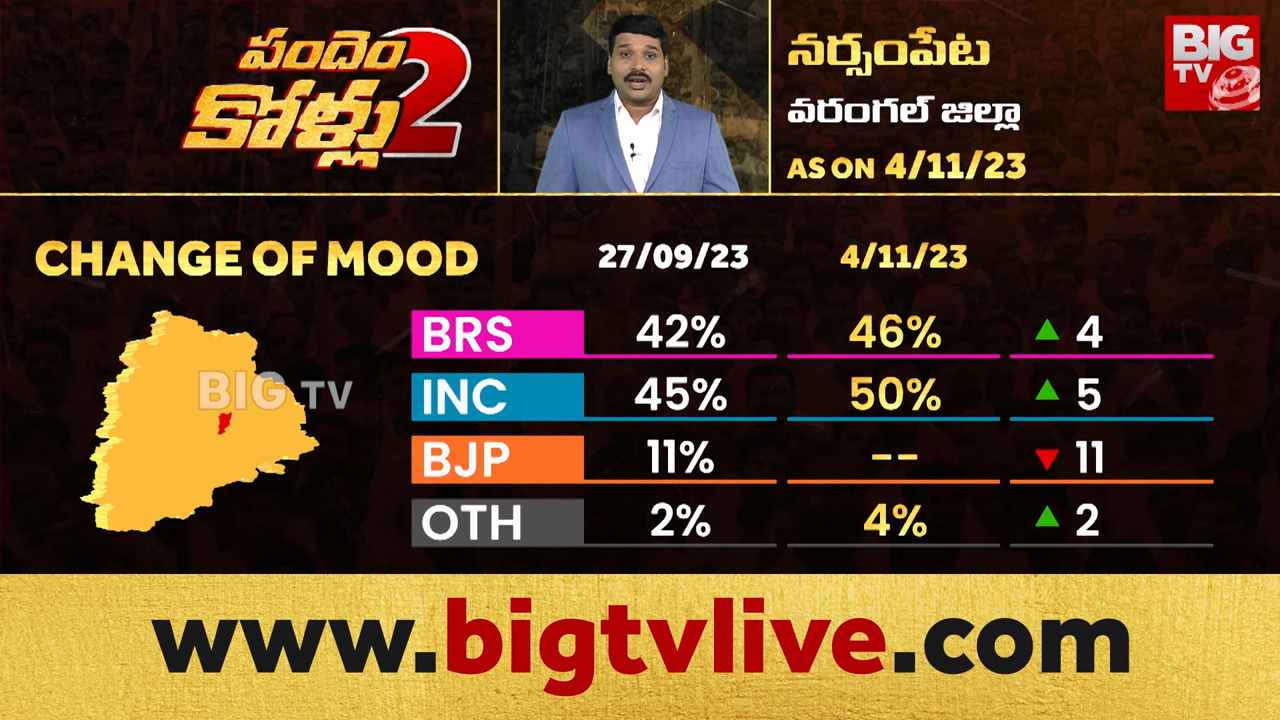 పందెం
కోళ్లు 2
నర్సంపేట
వరంగల్ జిల్లా
AS ON 4/11/23
BIG
TV
CHANGE OF MOOD
27/09/23 4/11/23
BRS 42% 46% 4
INC 45% 50% 5
BJP 11% -- 11
OTH 2% 4% 2
BIG TV
www.bigtvlive.com